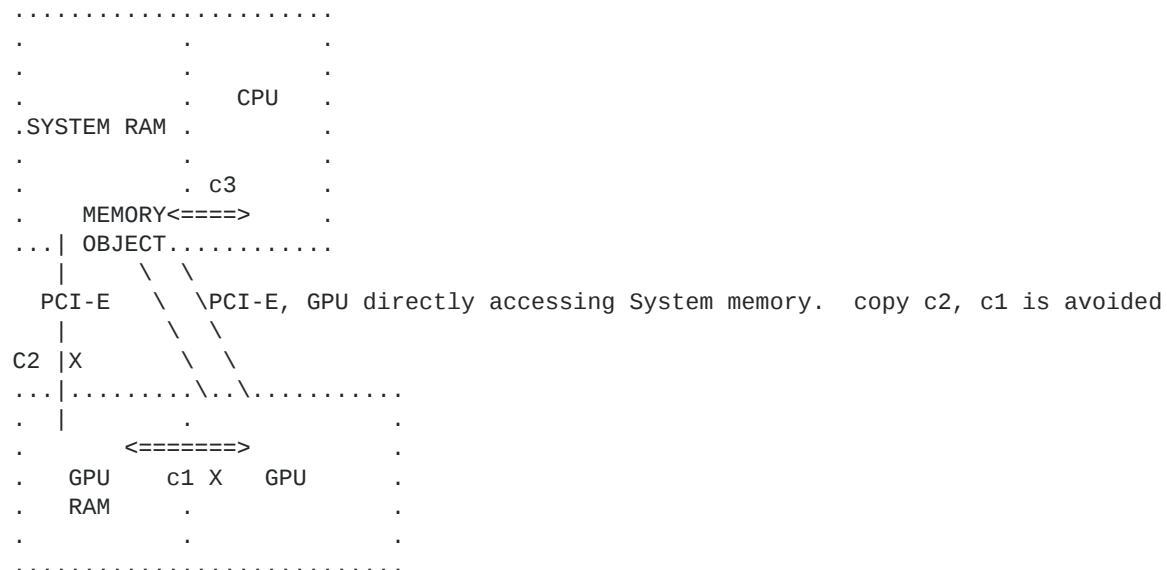 CPU
SYSTEM RAM
c3
MEMORY<====>
OBJECT
PCI-E PCI-E, GPU directly accessing System memory. copy c2, c1 is avoided
C2 X
<=======>
GPU c1 X GPU
RAM